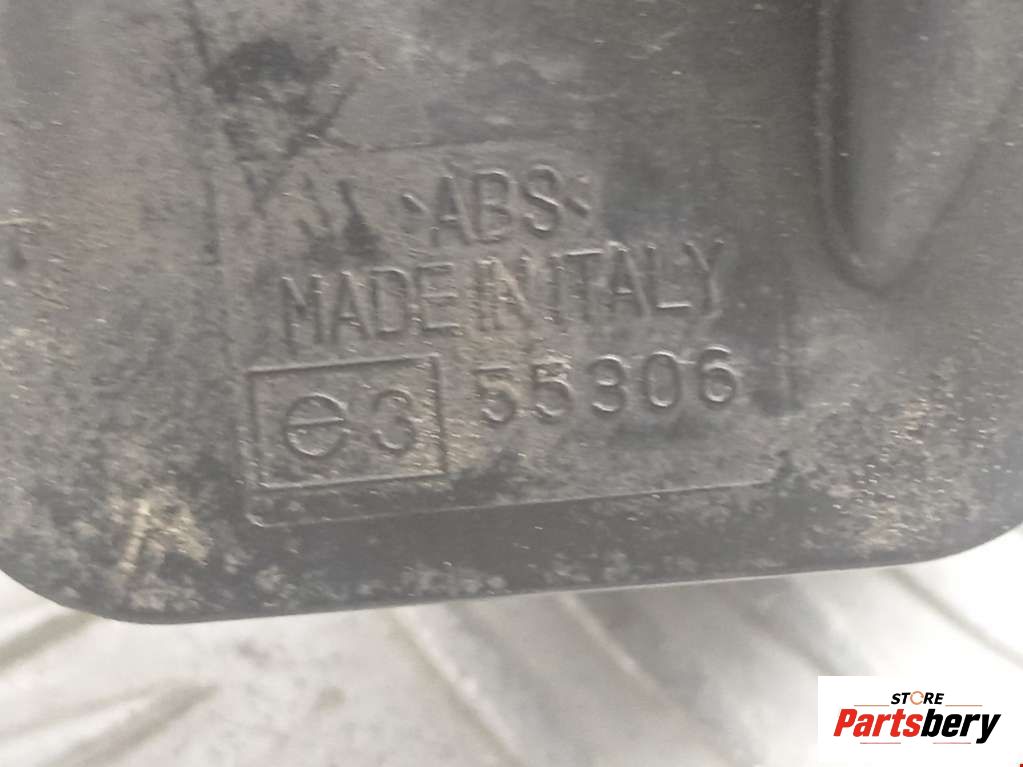 >ABS<
MADE IN ITALY
e3 55306
STORE
Partsbery